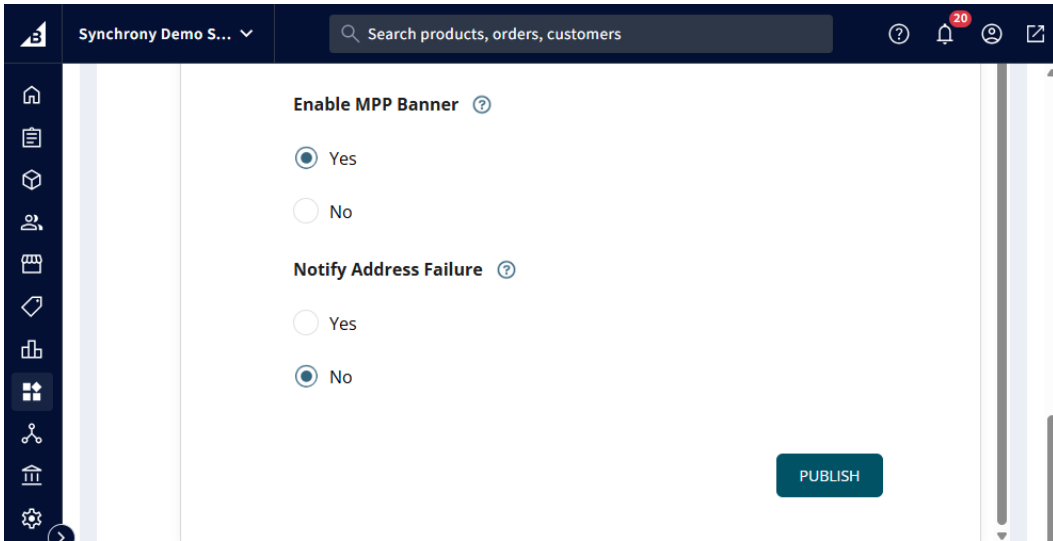 B
Synchrony Demo S...
Search products, orders, customers
20
Enable MPP Banner
Yes
No
Notify Address Failure
Yes
No
PUBLISH